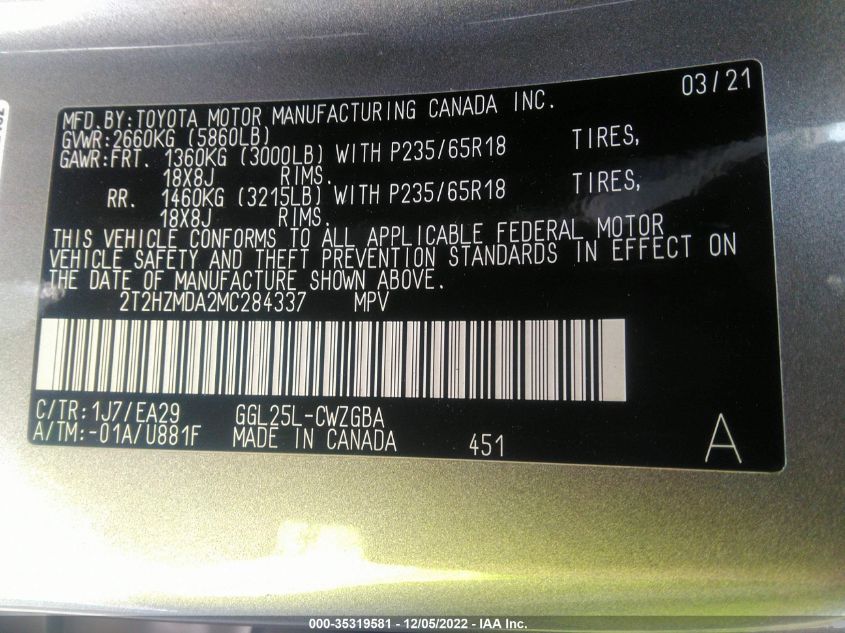 03/21
MFD.BY:TOYOTA MOTOR MANUFACTURING CANADA INC.
GVWR:2660KG (5860LB)
GAWR:FRT. 1360KG (3000LB) WITH P235/65R18 TIRES,
18X8J RIMS.
RR. 1460KG (3215LB) WITH P235/65R18 TIRES,
18X8J RIMS.
THIS VEHICLE CONFORMS TO ALL APPLICABLE FEDERAL MOTOR
VEHICLE SAFETY AND THEFT PREVENTION STANDARDS IN EFFECT ON
THE DATE OF MANUFACTURE SHOWN ABOVE.
2T2HZMDA2MC284337 MPV
C/TR:1J7/EA29 GGL25L-CWZGBA
A/TM:-01A/U881F MADE IN CANADA 451 A
000-35319581 - 12/05/2022 - IAA Inc.